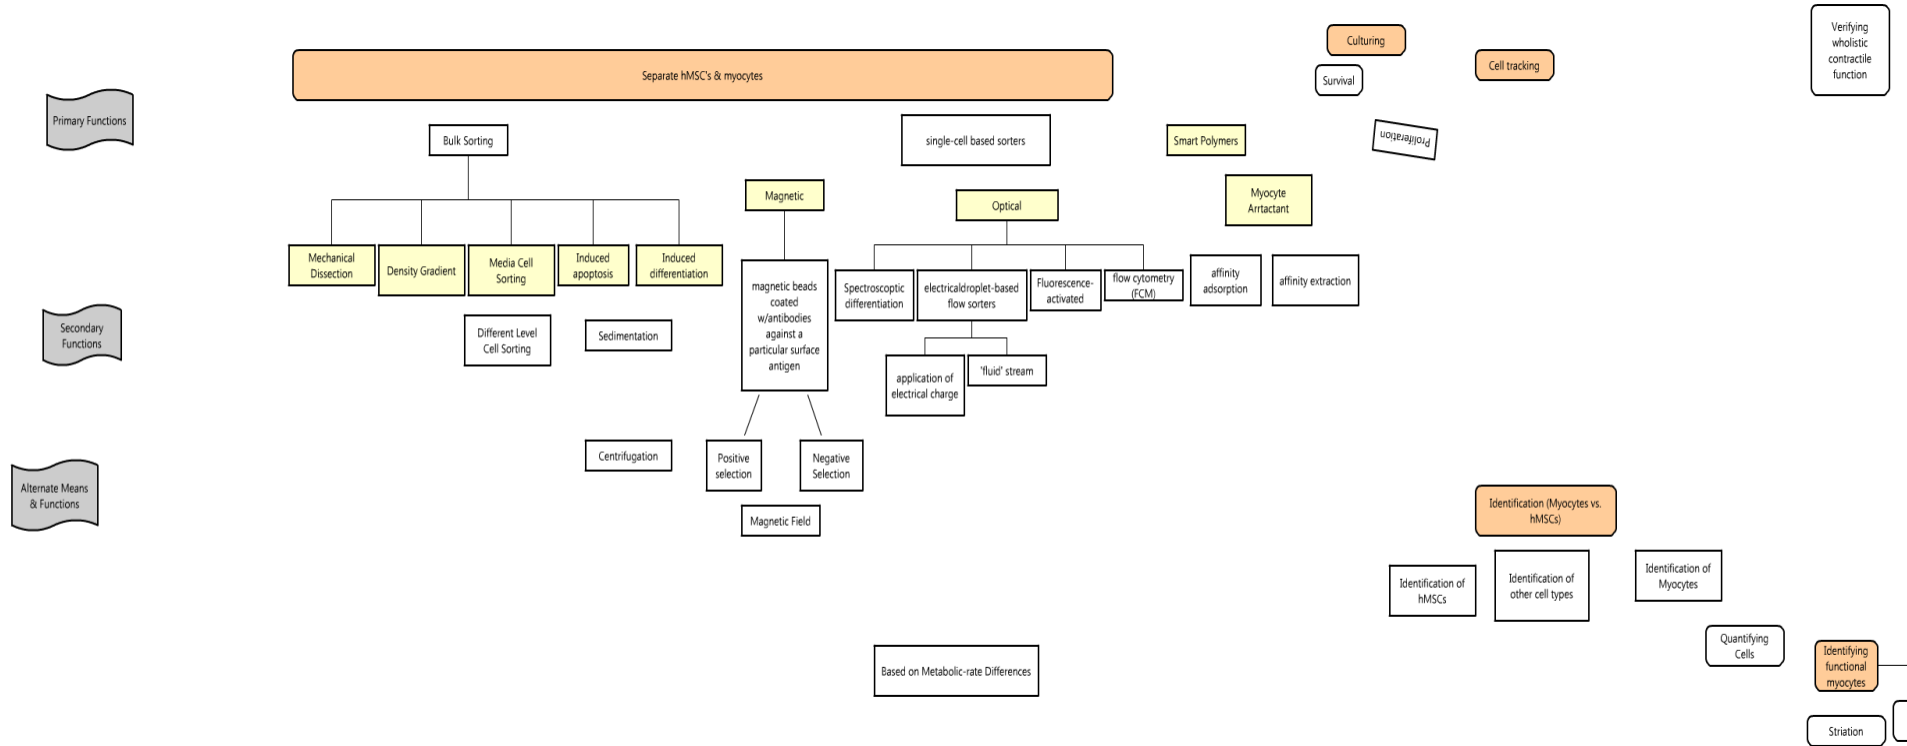 Verifying
wholistic
contractile
function
Culturing
Cell tracking
Separate hMSC's & myocytes
Survival
Primary Functions
Bulk Sorting
single-cell based sorters
Smart Polymers
Proliferation
Magnetic
Optical
Myocyte
Arrtactant
Mechanical
Dissection
Density Gradient
Media Cell
Sorting
Induced
apoptosis
Induced
differentiation
magnetic beads
coated
w/antibodies
against a
particular surface
antigen
Spectroscoptic
differentiation
electricaldroplet-based
flow sorters
Fluorescence-
activated
flow cytometry
(FCM)
affinity
adsorption
affinity extraction
Secondary
Functions
Different Level
Cell Sorting
Sedimentation
application of
electrical charge
'fluid' stream
Centrifugation
Positive
selection
Negative
Selection
Alternate Means
& Functions
Magnetic Field
Identification (Myocytes vs.
hMSCs)
Identification of
hMSCs
Identification of
other cell types
Identification of
Myocytes
Quantifying
Cells
Identifying
functional
myocytes
Based on Metabolic-rate Differences
Striation